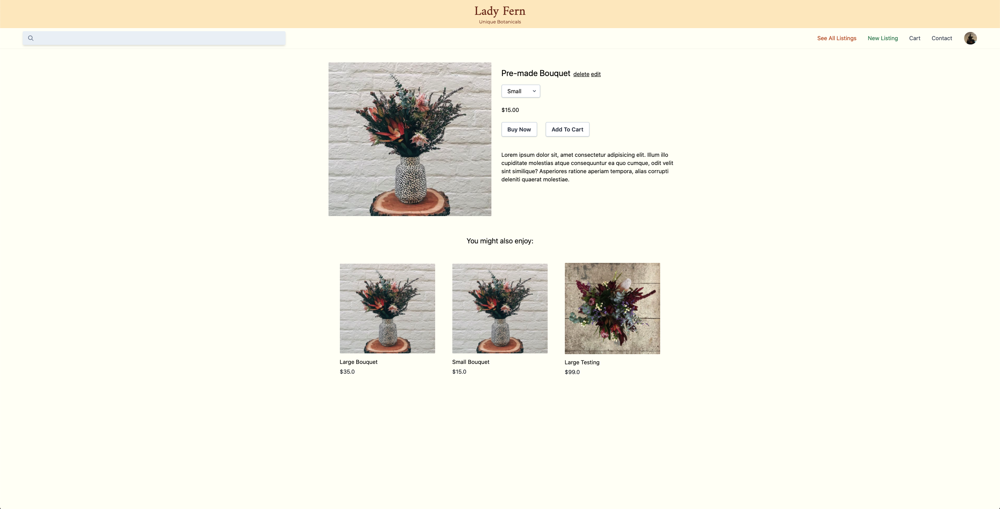 Lady Fern
Unique Botanicals
See All Listings New Listing Cart Contact
Pre-made Bouquet delete edit
Small
$15.00
Buy Now Add To Cart
Lorem ipsum dolor sit, amet consectetur adipisicing elit. Illum illo
cupiditate molestias atque consequuntur ea quo cumque, odit velit
sint similique? Asperiores ratione aperiam tempora, alias corrupti
deleniti quaerat molestiae.
You might also enjoy:
Large Bouquet
$35.0
Small Bouquet
$15.0
Large Testing
$99.0